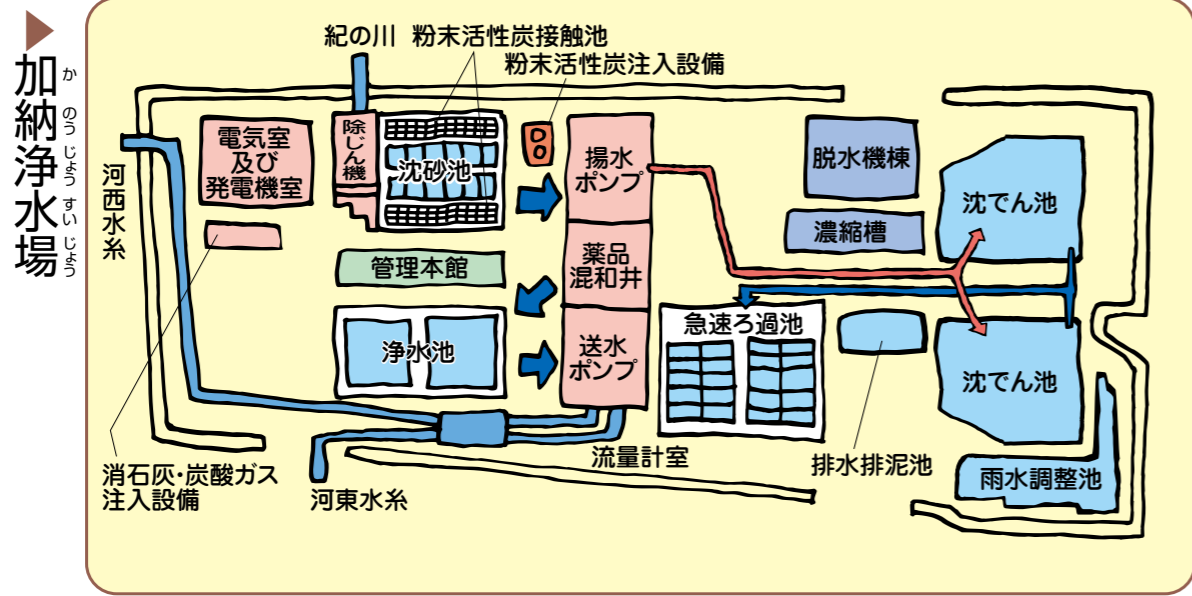 加納浄水場
か のう じょう すい じょう
紀の川
粉末活性炭接触池
粉末活性炭注入設備
河西水糸
電気室
及び
発電機室
除じん機
沈砂池
揚水
ポンプ
脱水機棟
沈でん池
濃縮槽
管理本館
薬品
混和井
浄水池
送水
ポンプ
急速ろ過池
沈でん池
消石灰・炭酸ガス
注入設備
河東水糸
流量計室
排水排泥池
雨水調整池